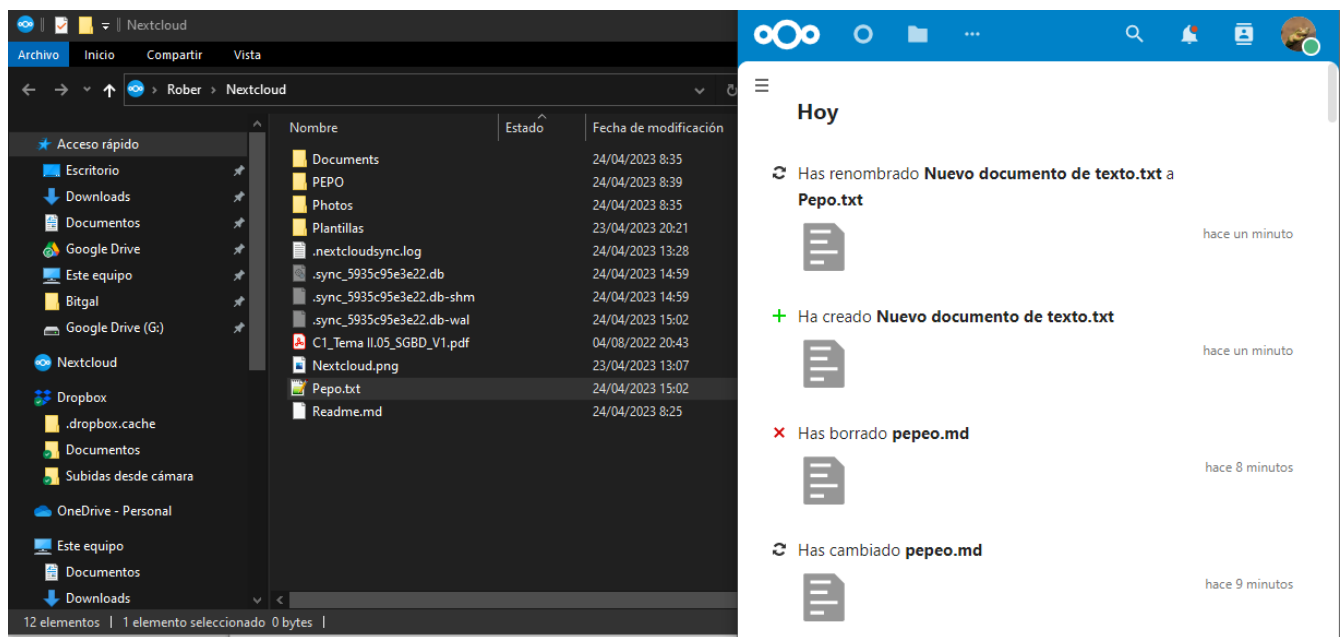 Nextcloud
Archivo Inicio Compartir Vista
Rober Nextcloud
Acceso rápido
Escritorio
Downloads
Documentos
Google Drive
Este equipo
Bitgal
Google Drive (G:)
Nextcloud
Dropbox
.dropbox.cache
Documentos
Subidas desde cámara
OneDrive - Personal
Este equipo
Documentos
Downloads
Nombre Estado Fecha de modificación
Documents 24/04/2023 8:35
PEPO 24/04/2023 8:39
Photos 24/04/2023 8:35
Plantillas 23/04/2023 20:21
.nextcloudsync.log 24/04/2023 13:28
.sync_5935c95e3e22.db 24/04/2023 14:59
.sync_5935c95e3e22.db-shm 24/04/2023 14:59
.sync_5935c95e3e22.db-wal 24/04/2023 15:02
C1_Tema II.05_SGBD_V1.pdf 04/08/2022 20:43
Nextcloud.png 23/04/2023 13:07
Pepo.txt 24/04/2023 15:02
Readme.md 24/04/2023 8:25
12 elementos | 1 elemento seleccionado 0 bytes |
Hoy
Has renombrado Nuevo documento de texto.txt a
Pepo.txt
hace un minuto
Ha creado Nuevo documento de texto.txt
hace un minuto
Has borrado pepeo.md
hace 8 minutos
Has cambiado pepeo.md
hace 9 minutos